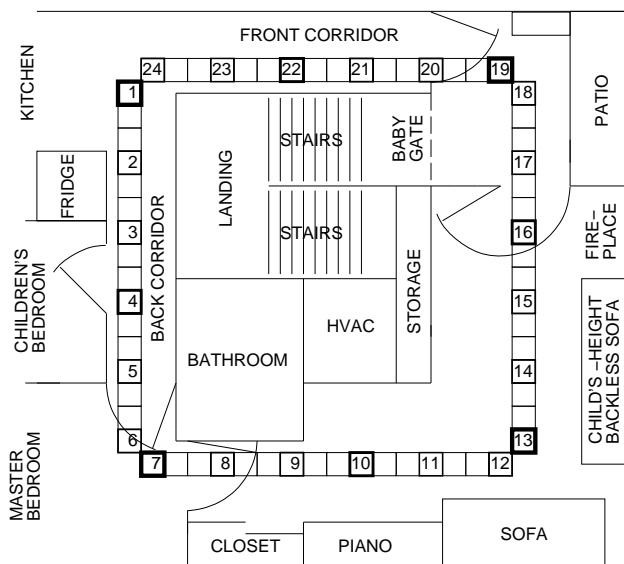 FRONT CORRIDOR
24 23 22 21 20 19
KITCHEN
1
2
3
4
5
6
FRIDGE
CHILDREN'S
BEDROOM
MASTER
BEDROOM
BACK CORRIDOR
LANDING
STAIRS
STAIRS
BABY
GATE
STORAGE
HVAC
BATHROOM
18
17
16
15
14
13
PATIO
FIRE–
PLACE
CHILD'S –HEIGHT
BACKLESS SOFA
7 8 9 10 11 12
CLOSET
PIANO
SOFA